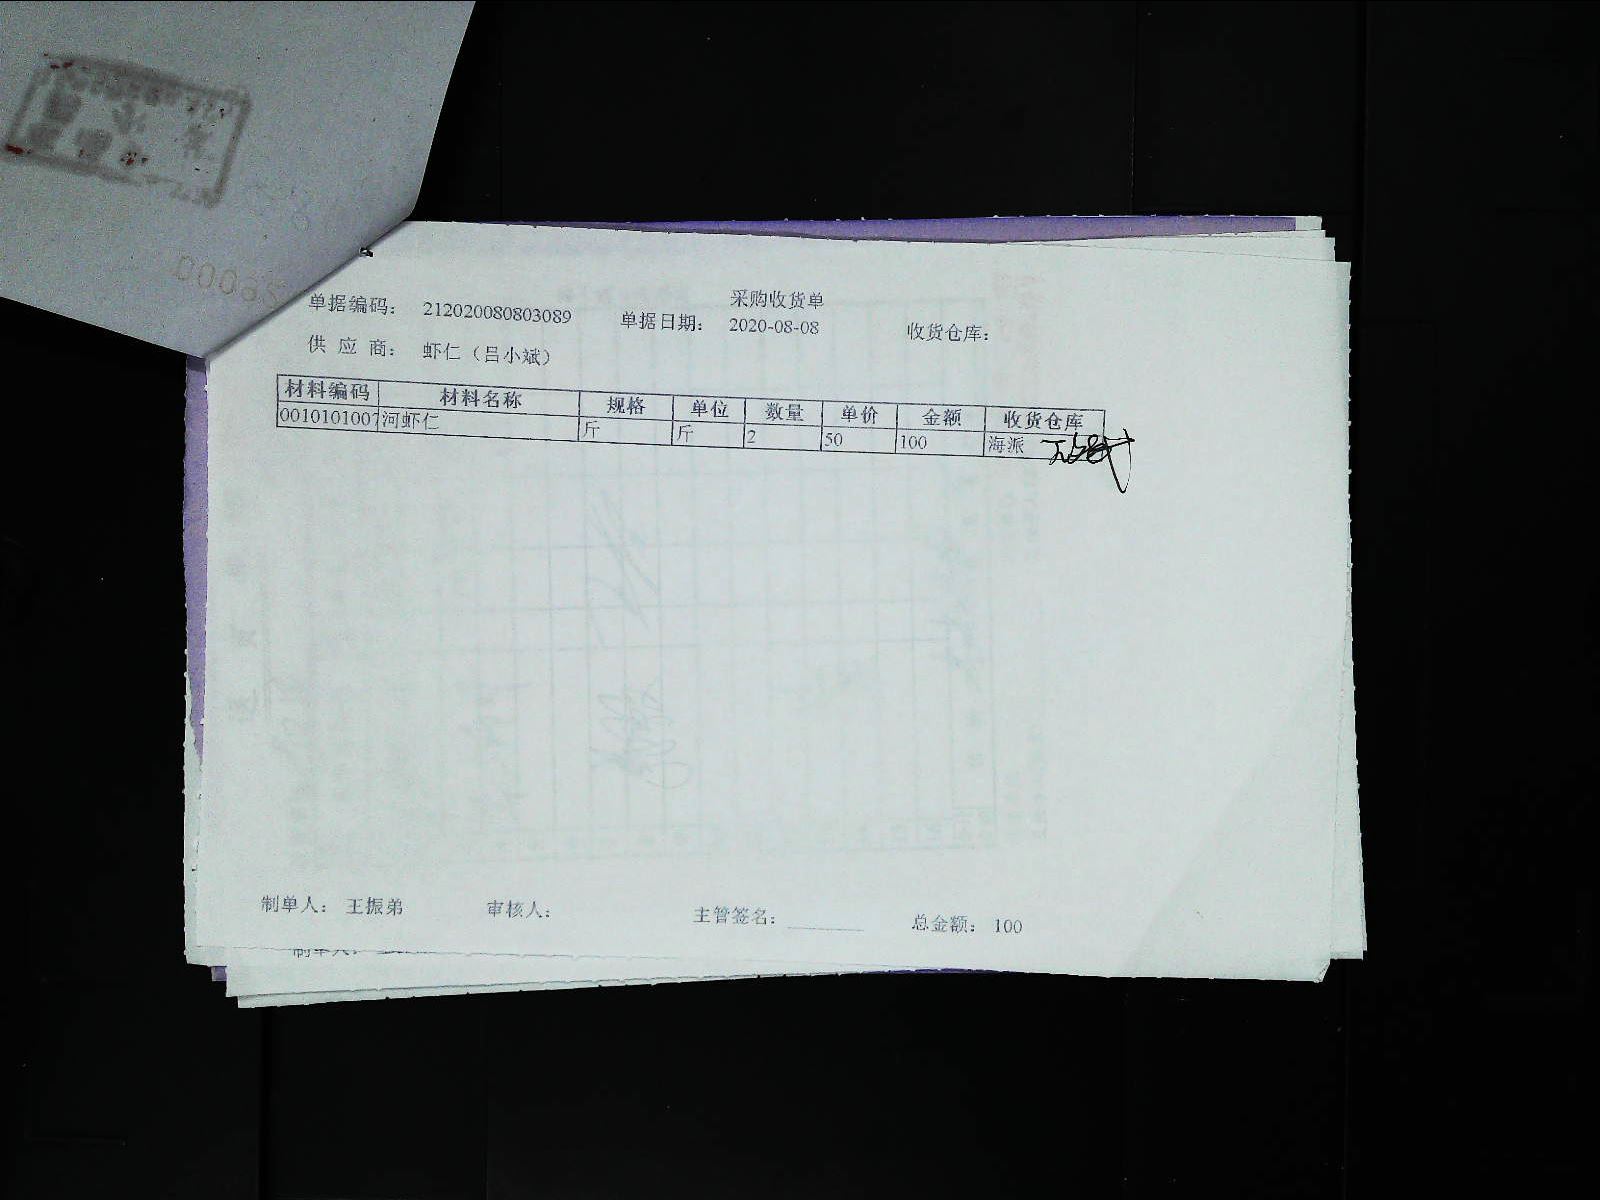 采购收货单
单据编码： 212020080803089 单据日期： 2020-08-08 收货仓库：
供 应 商： 虾仁（吕小斌）
材料编码 材料名称 规格 单位 数量 单价 金额 收货仓库
0010101007 河虾仁 斤 斤 2 50 100 海派
制单人： 王振弟 审核人： 主管签名： 总金额： 100
制单人：